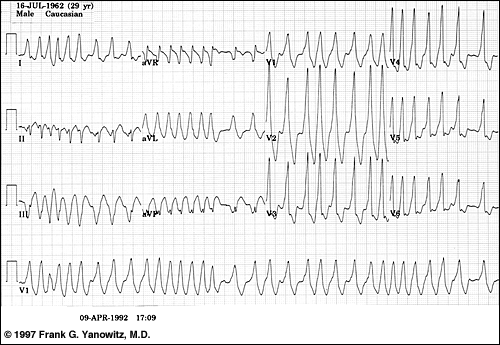 16-JUL-1962 (29 yr)
Male Caucasian
I aVR V1 V4
II aVL V2 V5
III aVF V3 V6
V1
09-APR-1992 17:09
© 1997 Frank G. Yanowitz, M.D.